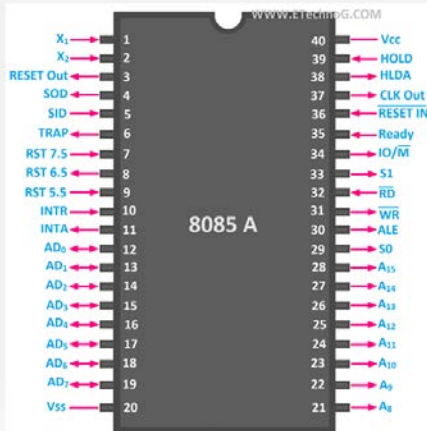 www.ETechnoG.COM
X₁ 1 40 Vcc
X₂ 2 39 HOLD
RESET Out 3 38 HLDA
SOD 4 37 CLK Out
SID 5 36 R̅E̅S̅E̅T̅ ̅I̅N̅
TRAP 6 35 Ready
RST 7.5 7 34 IO/M̅
RST 6.5 8 33 S1
RST 5.5 9 32 R̅D̅
INTR 10 31 W̅R̅
INTA 11 30 ALE
AD₀ 12 29 S0
AD₁ 13 28 A₁₅
AD₂ 14 27 A₁₄
AD₃ 15 26 A₁₃
AD₄ 16 25 A₁₂
AD₅ 17 24 A₁₁
AD₆ 18 23 A₁₀
AD₇ 19 22 A₉
Vss 20 21 A₈
8085 A